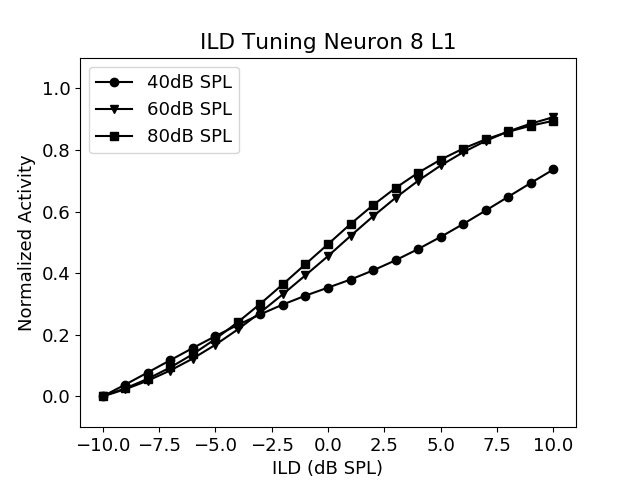 ILD Tuning Neuron 8 L1
40dB SPL
60dB SPL
80dB SPL
Normalized Activity
1.0
0.8
0.6
0.4
0.2
0.0
−10.0 −7.5 −5.0 −2.5 0.0 2.5 5.0 7.5 10.0
ILD (dB SPL)